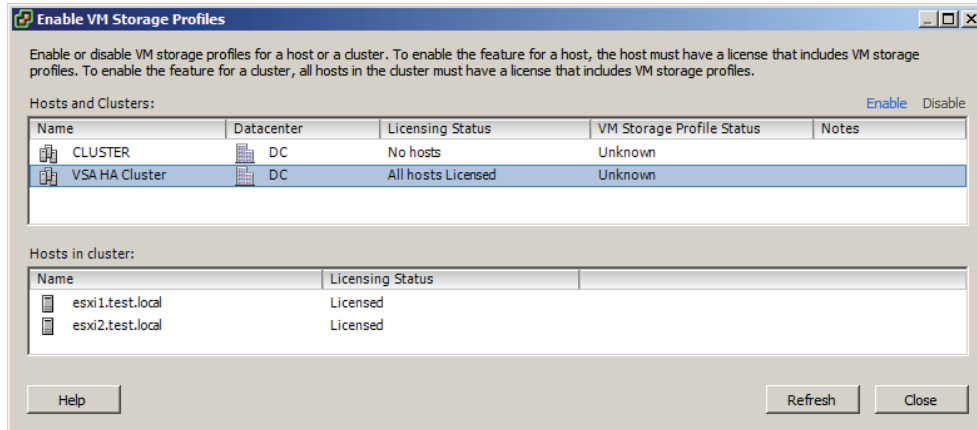 Enable VM Storage Profiles
Enable or disable VM storage profiles for a host or a cluster. To enable the feature for a host, the host must have a license that includes VM storage
profiles. To enable the feature for a cluster, all hosts in the cluster must have a license that includes VM storage profiles.
Hosts and Clusters: Enable Disable
Name Datacenter Licensing Status VM Storage Profile Status Notes
CLUSTER DC No hosts Unknown
VSA HA Cluster DC All hosts Licensed Unknown
Hosts in cluster:
Name Licensing Status
esxi1.test.local Licensed
esxi2.test.local Licensed
Help Refresh Close